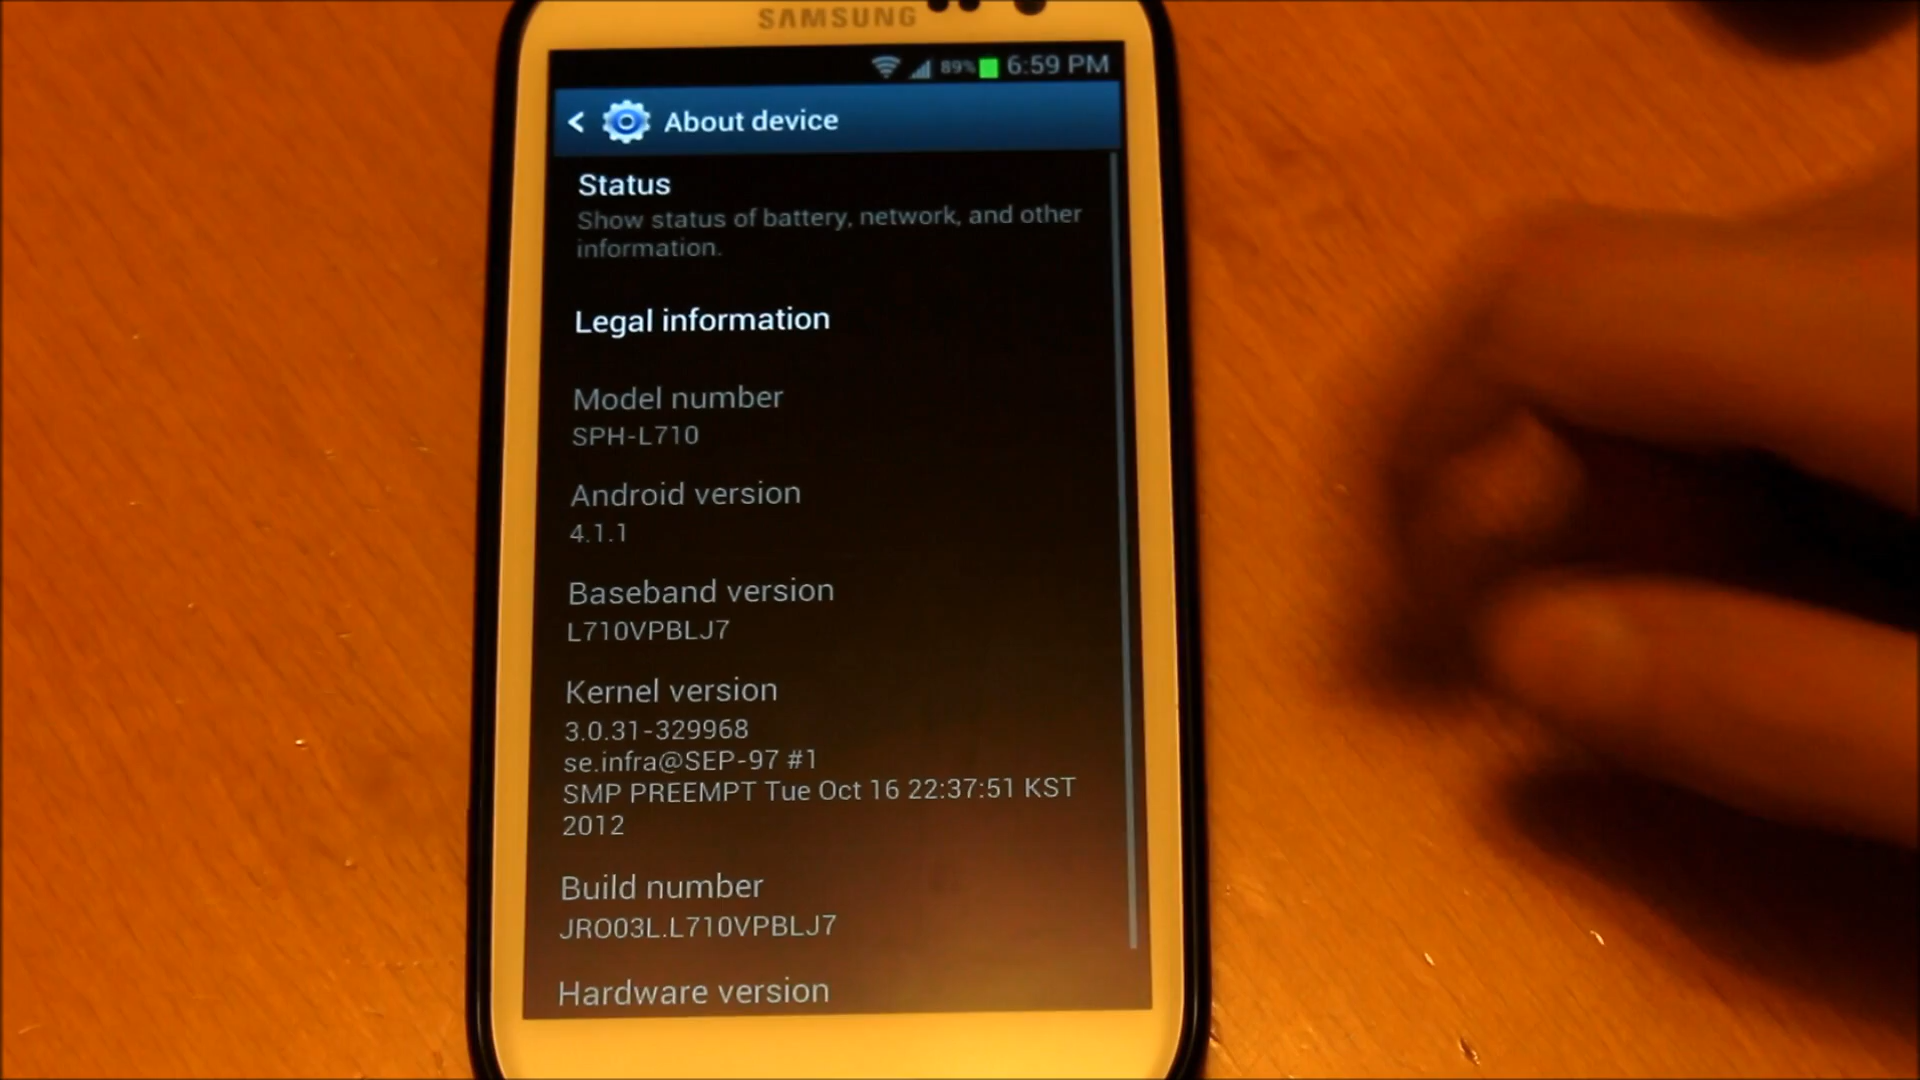 SAMSUNG
89% 6:59 PM
< About device
Status
Show status of battery, network, and other
information.
Legal information
Model number
SPH-L710
Android version
4.1.1
Baseband version
L710VPBLJ7
Kernel version
3.0.31-329968
se.infra@SEP-97 #1
SMP PREEMPT Tue Oct 16 22:37:51 KST
2012
Build number
JRO03L.L710VPBLJ7
Hardware version